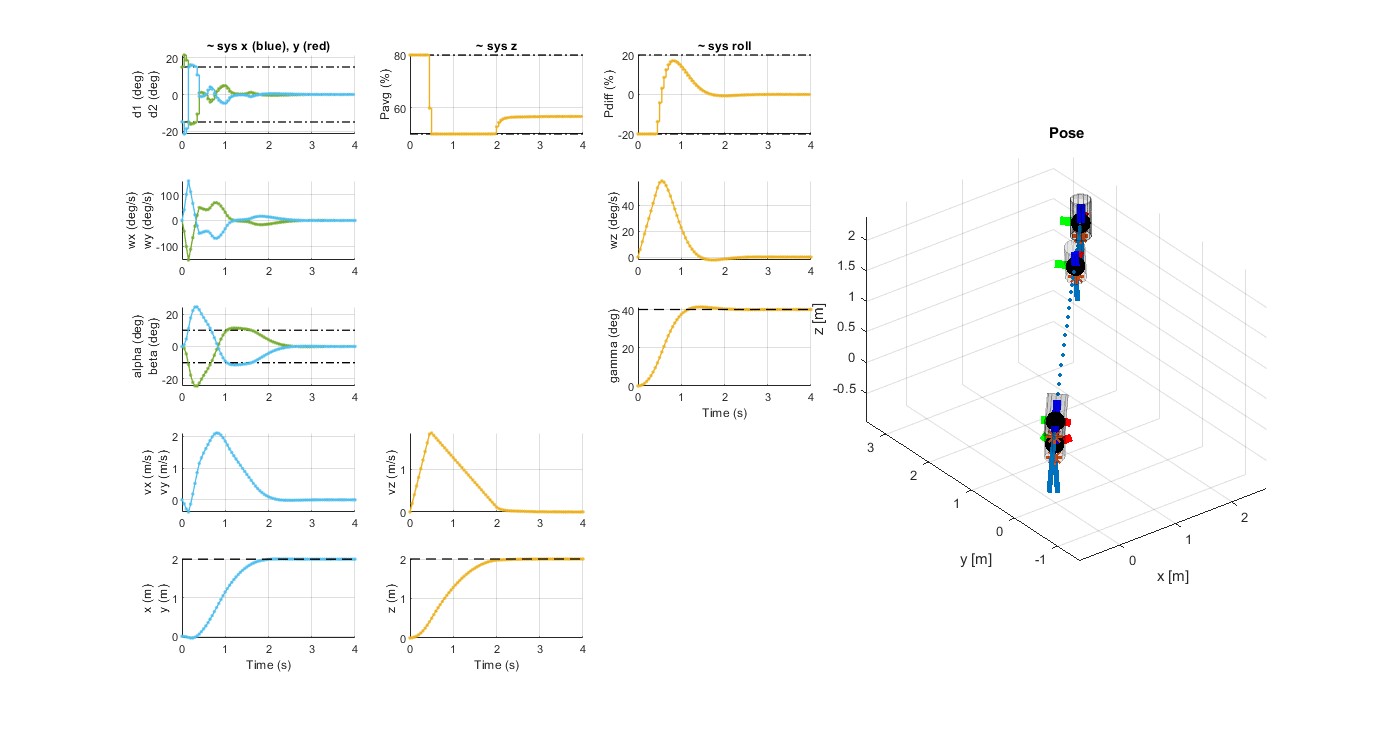 ~ sys x (blue), y (red)
~ sys z
~ sys roll
d1 (deg)
d2 (deg)
20
0
-20
0 1 2 3 4
Pavg (%)
80
60
0 1 2 3 4
Pdiff (%)
20
0
-20
0 1 2 3 4
Pose
wx (deg/s)
wy (deg/s)
100
0
-100
0 1 2 3 4
wz (deg/s)
40
20
0
0 1 2 3 4
alpha (deg)
beta (deg)
20
0
-20
0 1 2 3 4
gamma (deg)
40
20
0
0 1 2 3 4
Time (s)
vx (m/s)
vy (m/s)
2
1
0
0 1 2 3 4
vz (m/s)
1
0
0 1 2 3 4
x (m)
y (m)
2
1
0
0 1 2 3 4
Time (s)
z (m)
2
1
0
0 1 2 3 4
Time (s)
z [m]
2
1.5
1
0.5
0
-0.5
3
2
1
0
-1
y [m]
0
1
2
x [m]